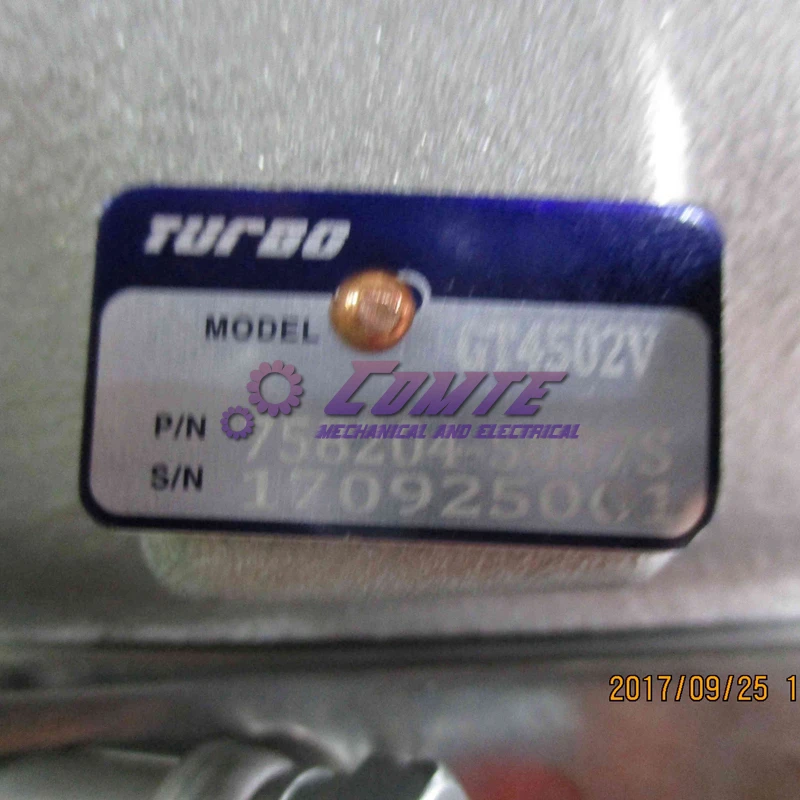 TURBO
MODEL GT4502V
COMTE
MECHANICAL AND ELECTRICAL
P/N
S/N 170925001
2017/09/25